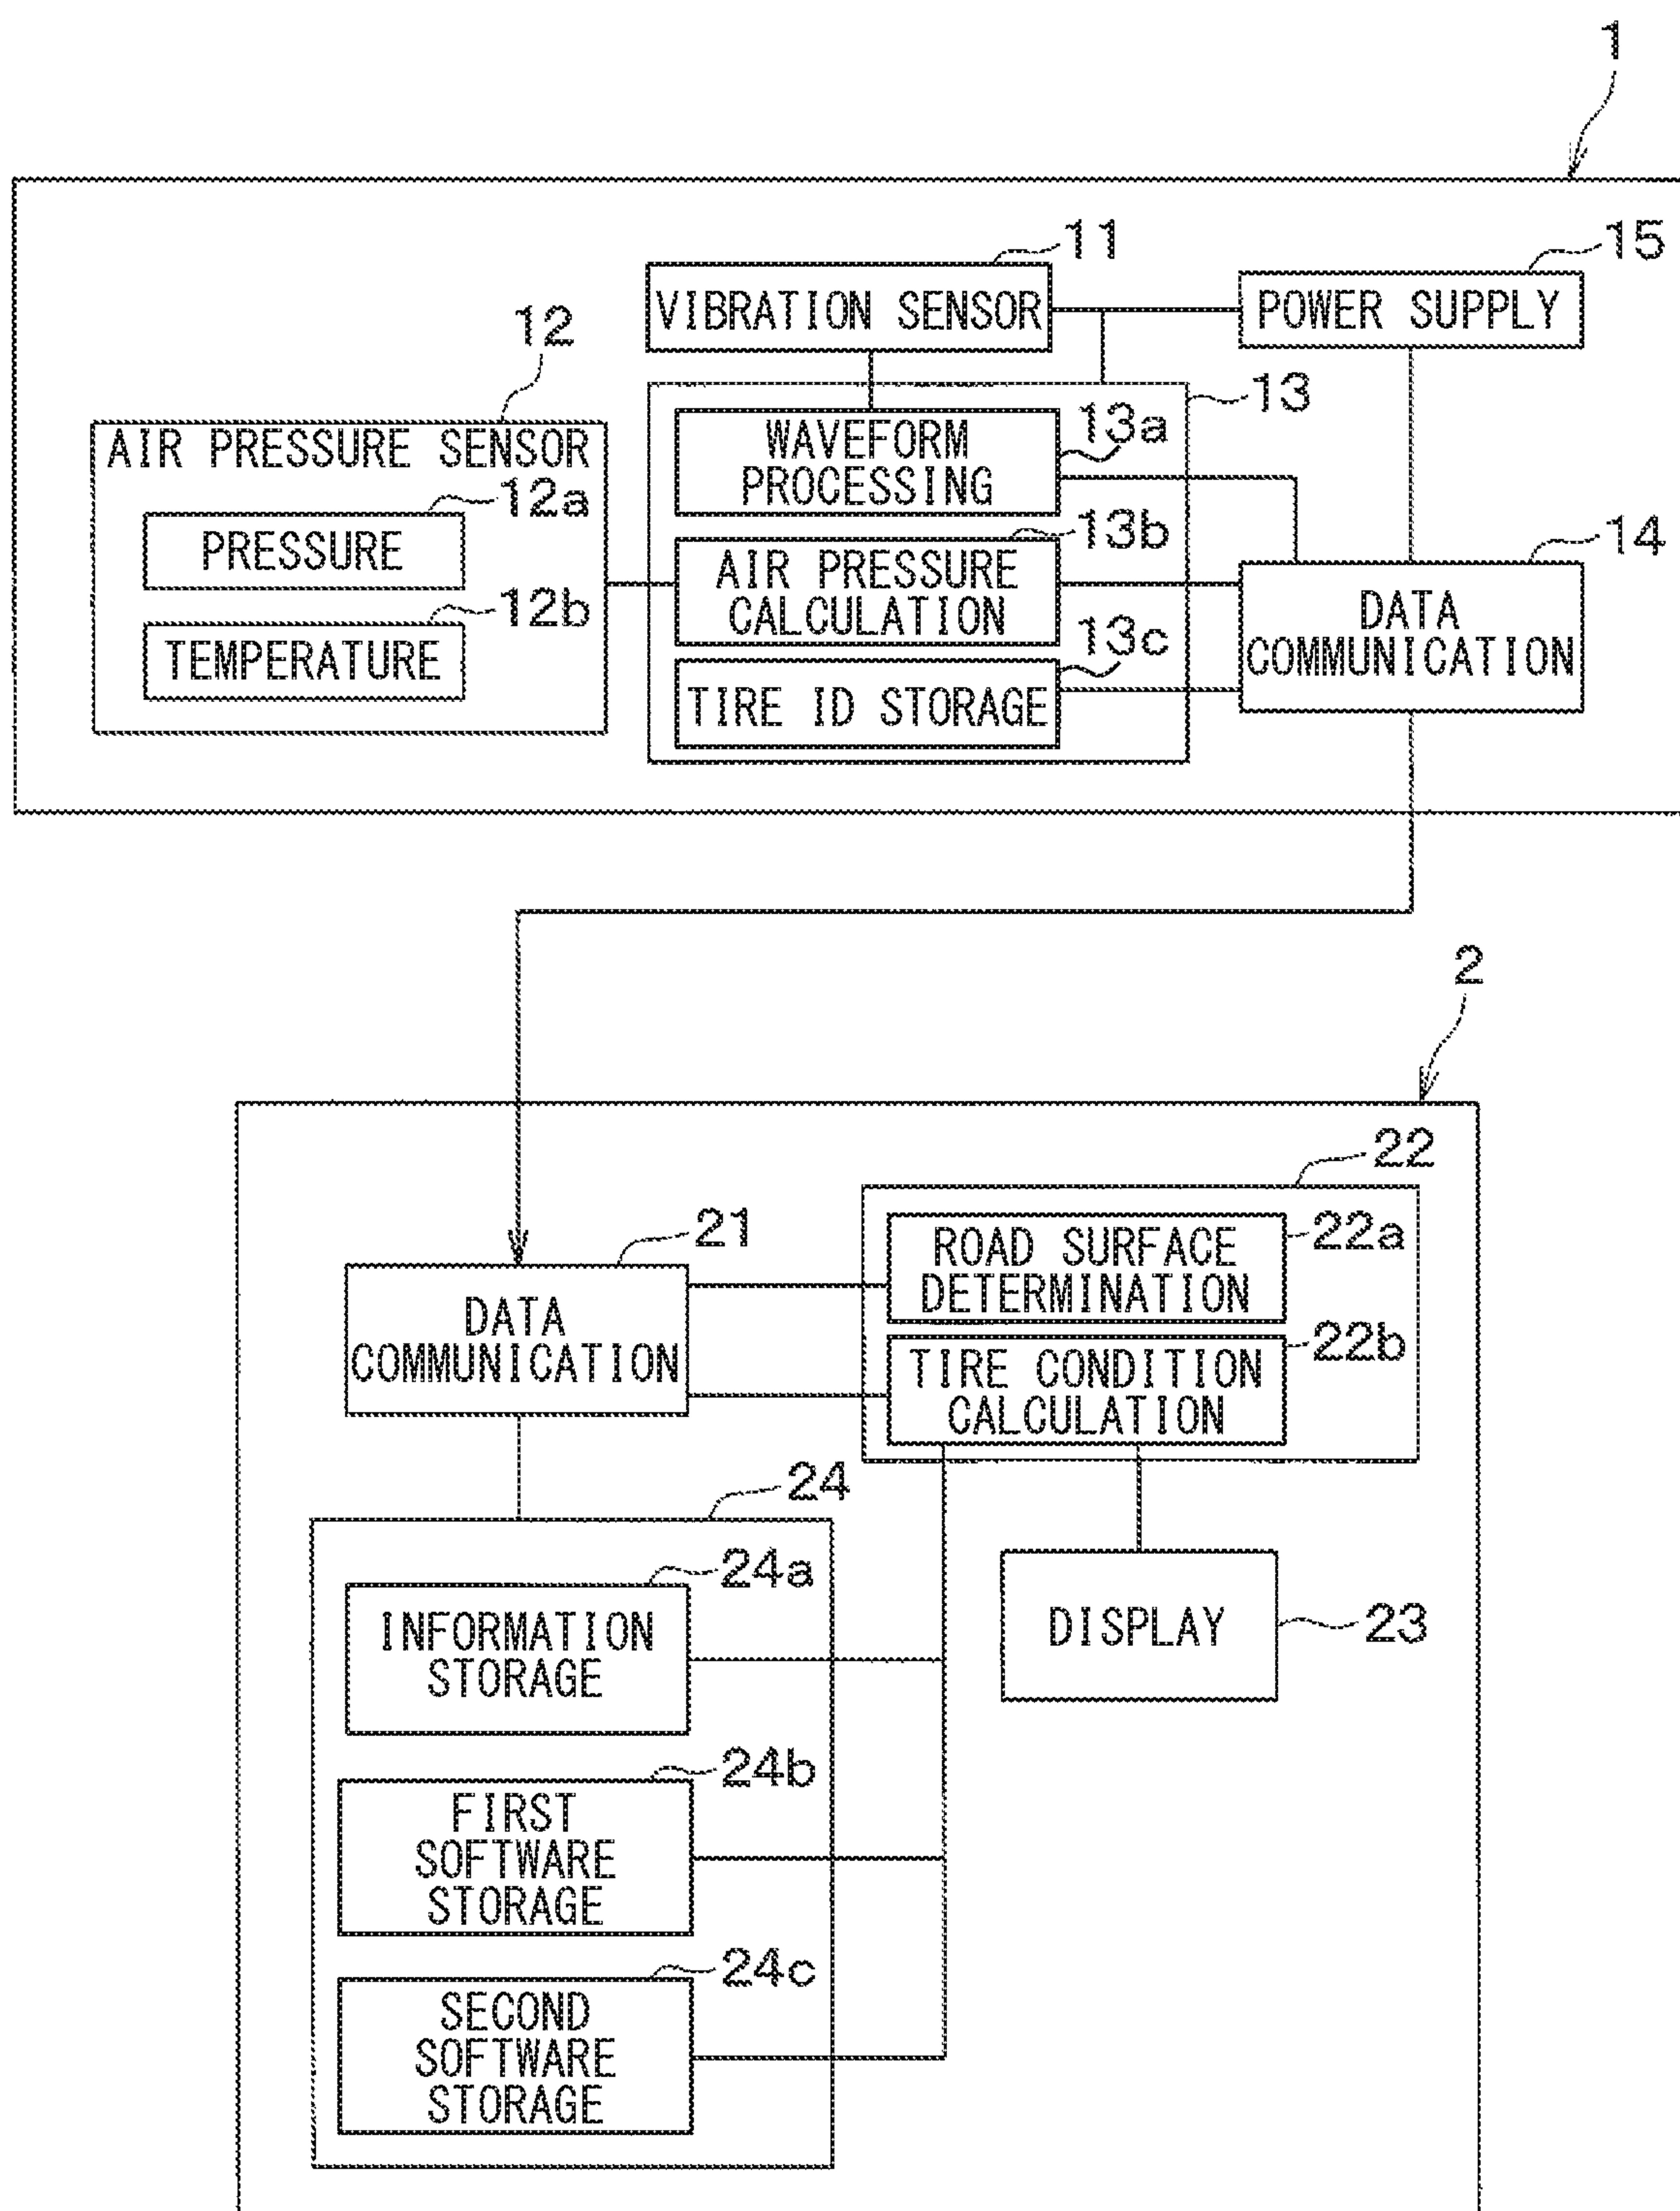 1
11
VIBRATION SENSOR
15
POWER SUPPLY
12
AIR PRESSURE SENSOR
12a
PRESSURE
12b
TEMPERATURE
13
WAVEFORM
PROCESSING
13a
13b
AIR PRESSURE
CALCULATION
13c
TIRE ID STORAGE
14
DATA
COMMUNICATION
2
21
DATA
COMMUNICATION
22
ROAD SURFACE
DETERMINATION
22a
TIRE CONDITION
CALCULATION
22b
24
24a
INFORMATION
STORAGE
DISPLAY
23
24b
FIRST
SOFTWARE
STORAGE
24c
SECOND
SOFTWARE
STORAGE